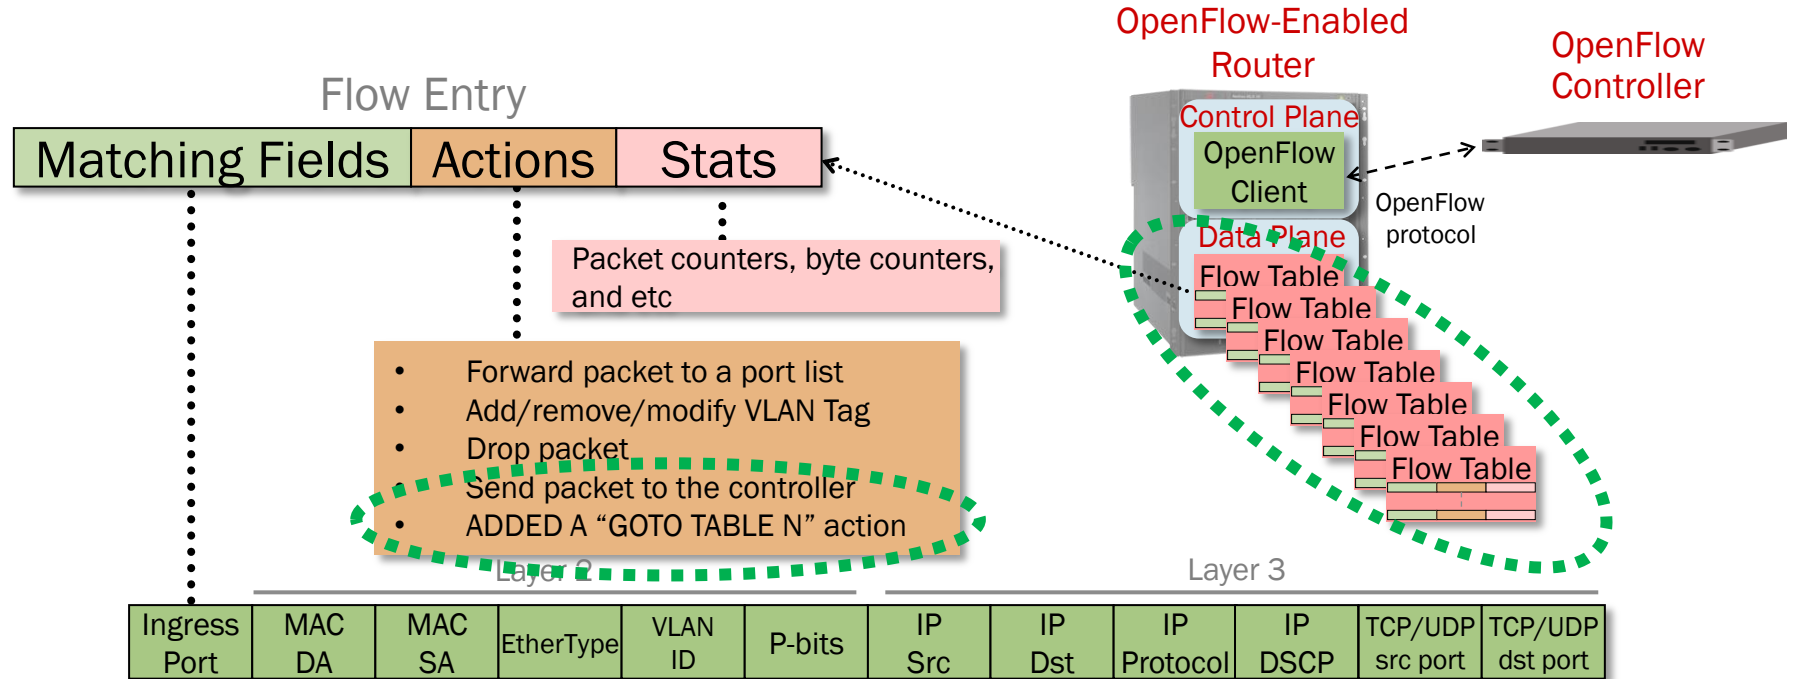 OpenFlow-Enabled
Router
OpenFlow
Controller
Flow Entry
Matching Fields
Actions
Stats
Control Plane
OpenFlow
Client
OpenFlow
protocol
Data Plane
Packet counters, byte counters,
and etc
Flow Table
Flow Table
Flow Table
Flow Table
Flow Table
Flow Table
Flow Table
• Forward packet to a port list
• Add/remove/modify VLAN Tag
• Drop packet
• Send packet to the controller
• ADDED A “GOTO TABLE N” action
Layer 2
Layer 3
Ingress
Port
MAC
DA
MAC
SA
EtherType
VLAN
ID
P-bits
IP
Src
IP
Dst
IP
Protocol
IP
DSCP
TCP/UDP
src port
TCP/UDP
dst port